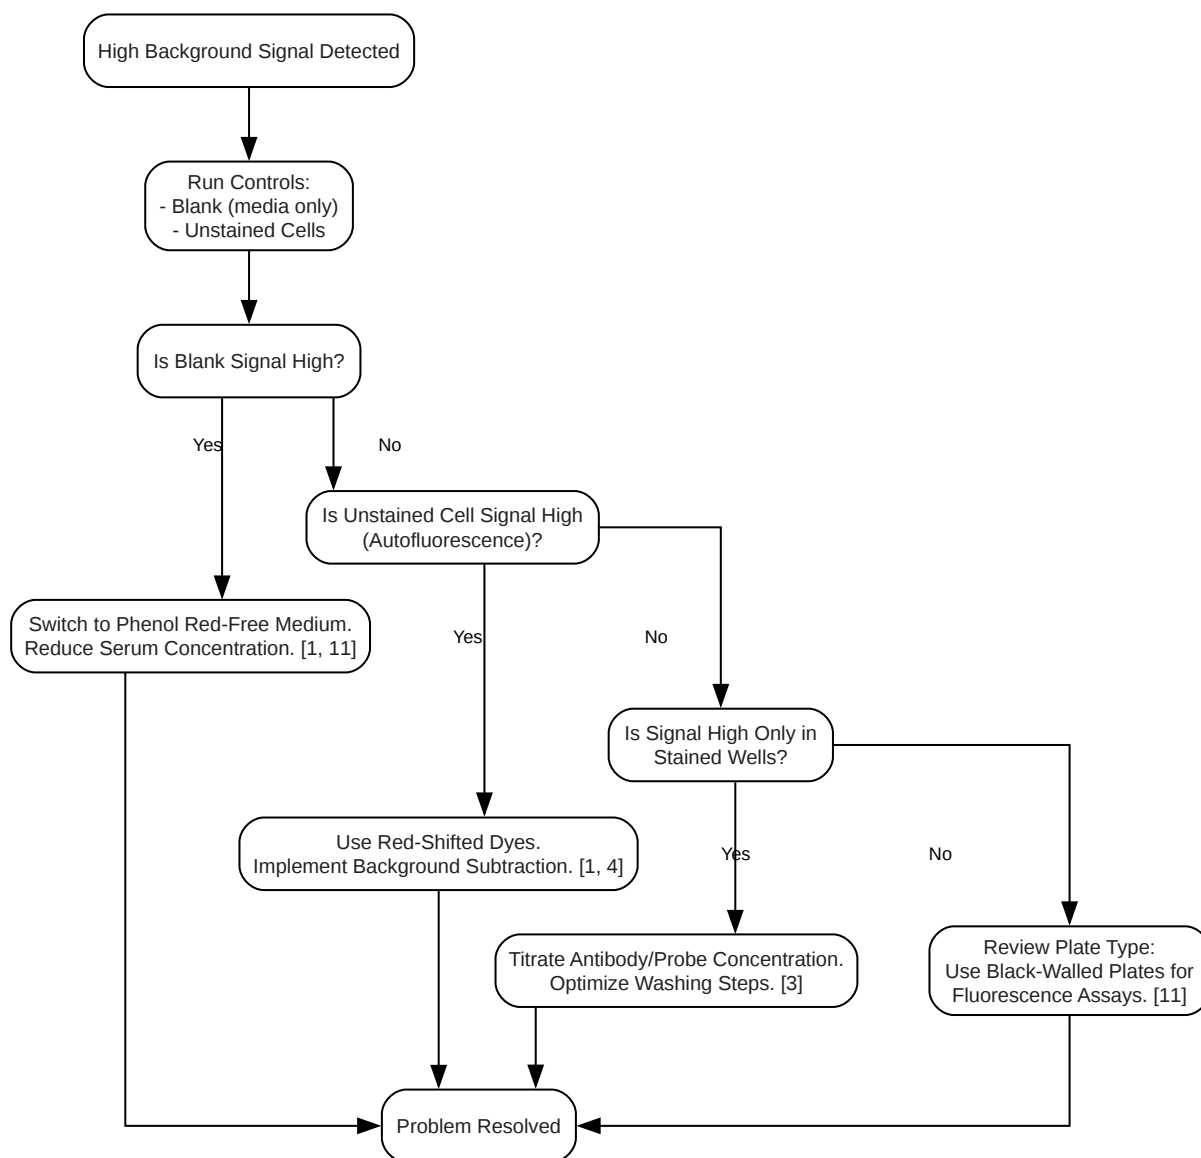 High Background Signal Detected
Run Controls:
- Blank (media only)
- Unstained Cells
Is Blank Signal High?
Yes
No
Is Unstained Cell Signal High
(Autofluorescence)?
Switch to Phenol Red-Free Medium.
Reduce Serum Concentration. [1, 11]
Yes
No
Is Signal High Only in
Stained Wells?
Use Red-Shifted Dyes.
Implement Background Subtraction. [1, 4]
Yes
No
Titrate Antibody/Probe Concentration.
Optimize Washing Steps. [3]
Review Plate Type:
Use Black-Walled Plates for
Fluorescence Assays. [11]
Problem Resolved